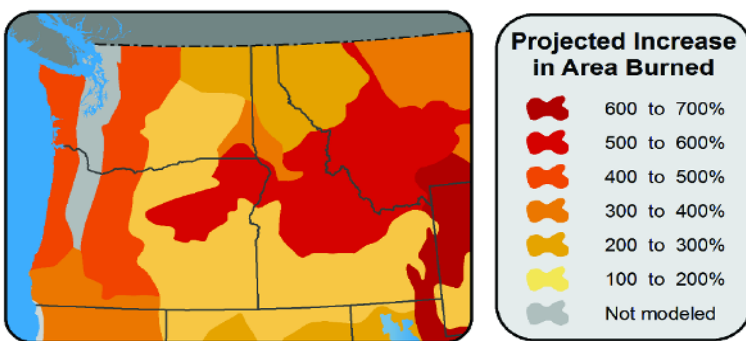 Projected Increase
in Area Burned
600 to 700%
500 to 600%
400 to 500%
300 to 400%
200 to 300%
100 to 200%
Not modeled